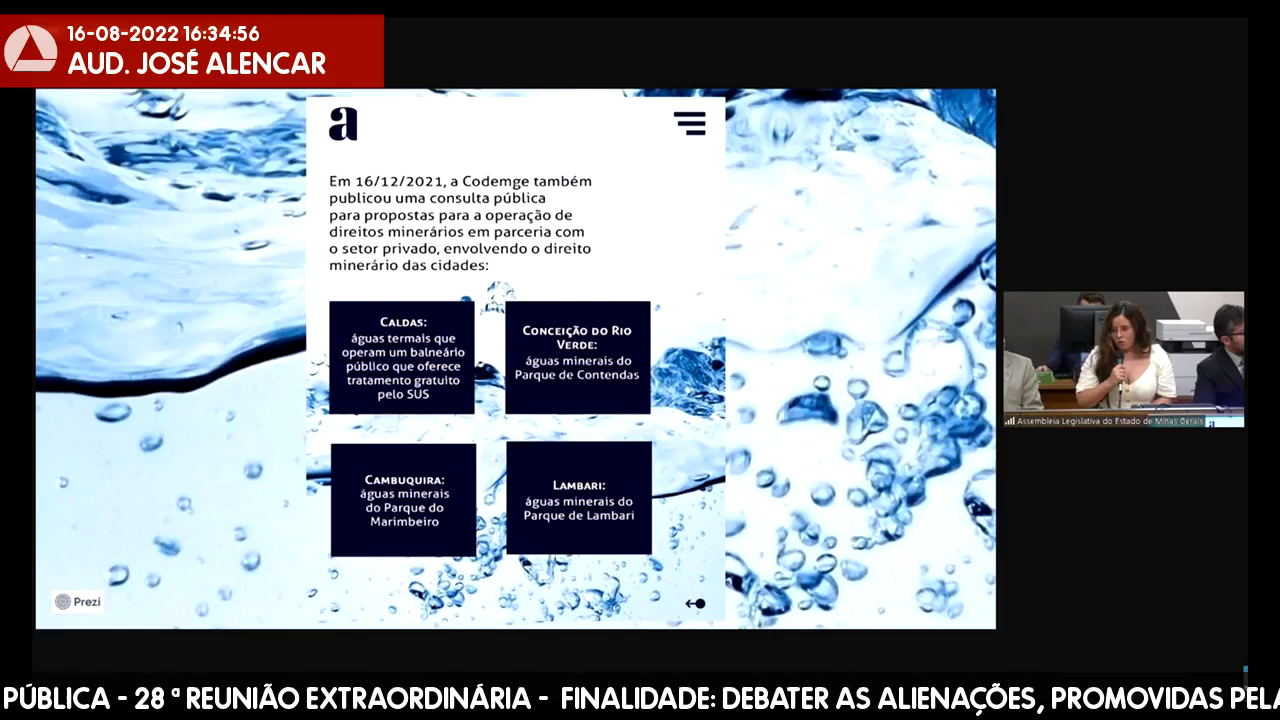 16-08-2022 16:34:56
AUD. JOSÉ ALENCAR
a
Em 16/12/2021, a Codemge também
publicou uma consulta pública
para propostas para a operação de
direitos minerários em parceria com
o setor privado, envolvendo o direito
minerário das cidades:
CALDAS:
águas termais que
operam um balneário
público que oferece
tratamento gratuito
pelo SUS
CONCEIÇÃO DO RIO
VERDE:
águas minerais do
Parque de Contendas
CAMBUQUIRA:
águas minerais
do Parque do
Marimbeiro
LAMBARI:
águas minerais do
Parque de Lambari
Prezi
Assembleia Legislativa do Estado de Minas Gerais
PÚBLICA - 28 ª REUNIÃO EXTRAORDINÁRIA - FINALIDADE: DEBATER AS ALIENAÇÕES, PROMOVIDAS PELA